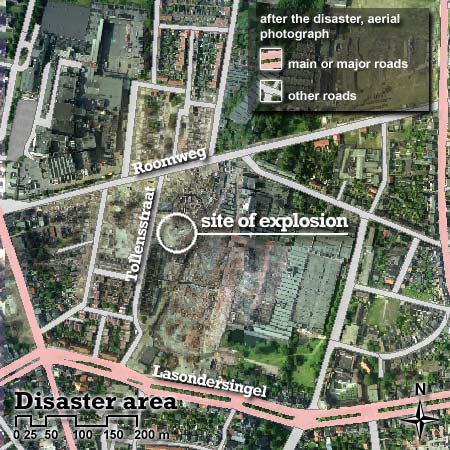 after the disaster, aerial
photograph
main or major roads
other roads
Roomweg
Tollensstraat
site of explosion
Lasondersingel
Disaster area
0 25 50 100 150 200 m
N